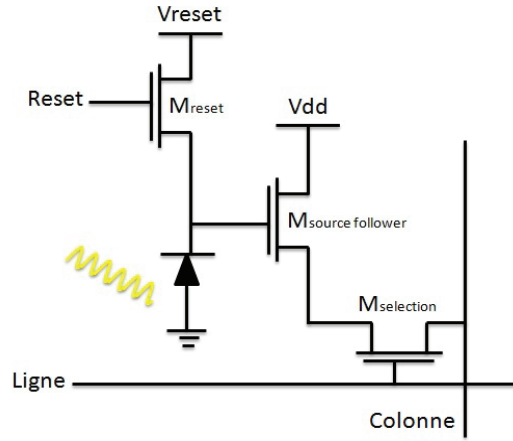 Vreset
Reset
Mreset
Vdd
Msource follower
Mselection
Ligne
Colonne